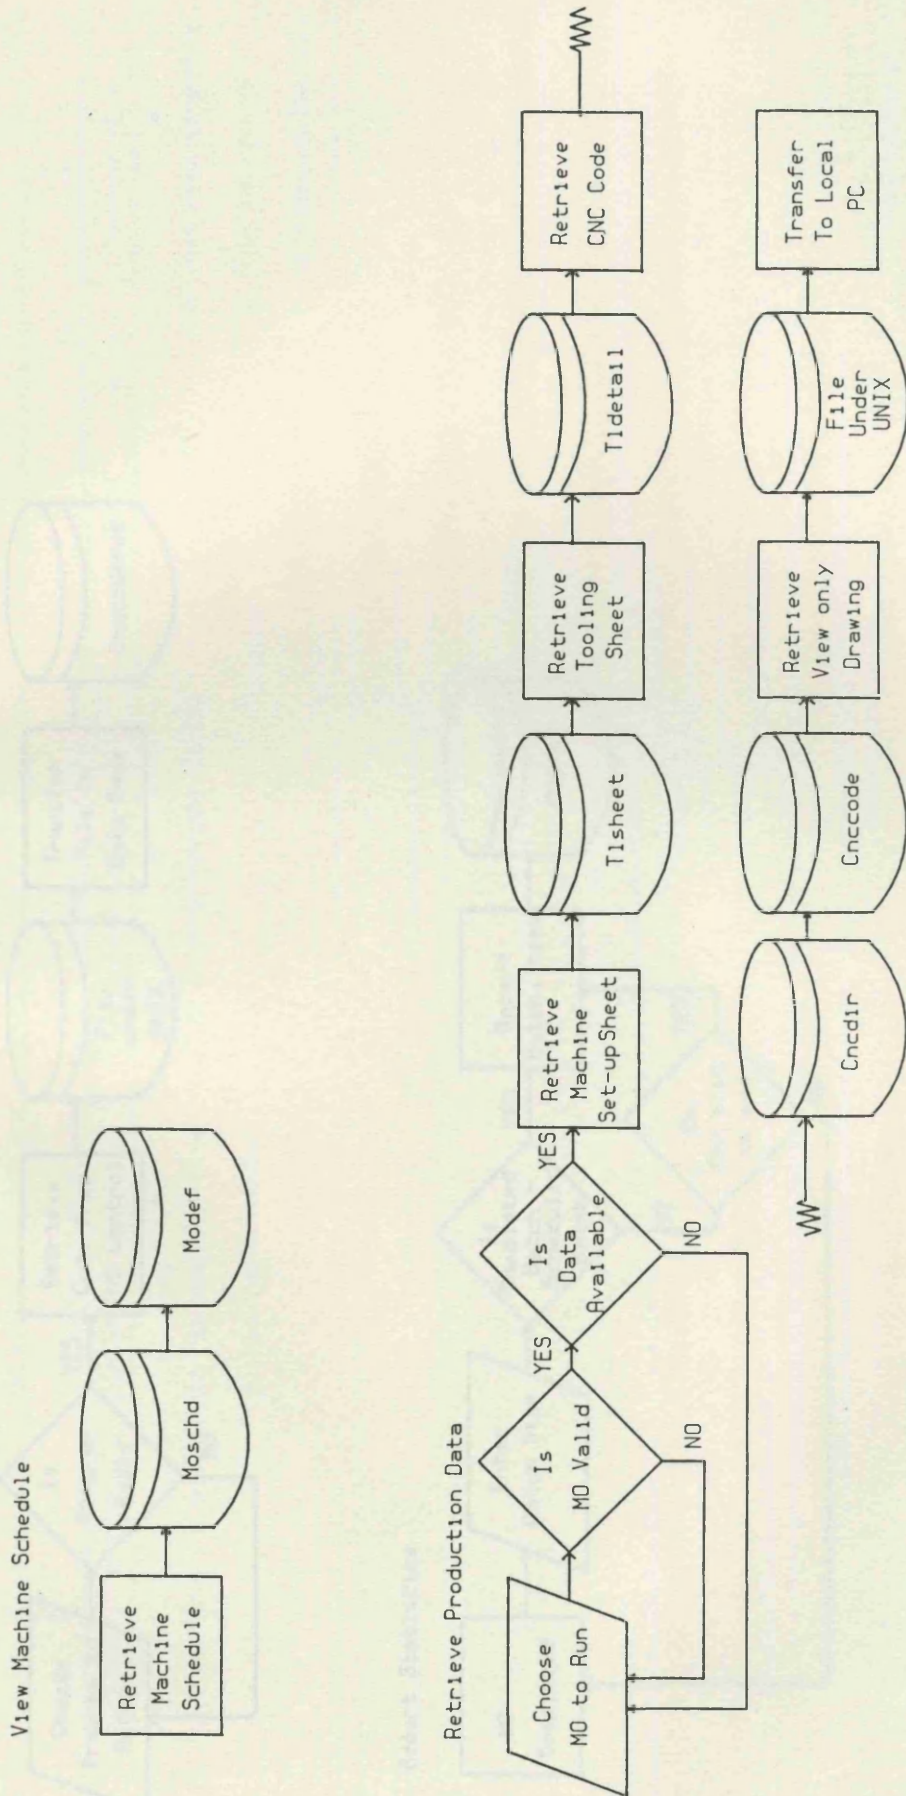 View Machine Schedule
Retrieve
Machine
Schedule
Moschd
Modef
Retrieve Production Data
Choose
MO to Run
Is
MO Valid
YES
NO
Is
Data
Available
YES
NO
Retrieve
Machine
Set-up Sheet
Tlsheet
Retrieve
Tooling
Sheet
Tldetail
Retrieve
CNC Code
Cncdir
Cnccode
Retrieve
View only
Drawing
File
Under
UNIX
Transfer
To Local
PC